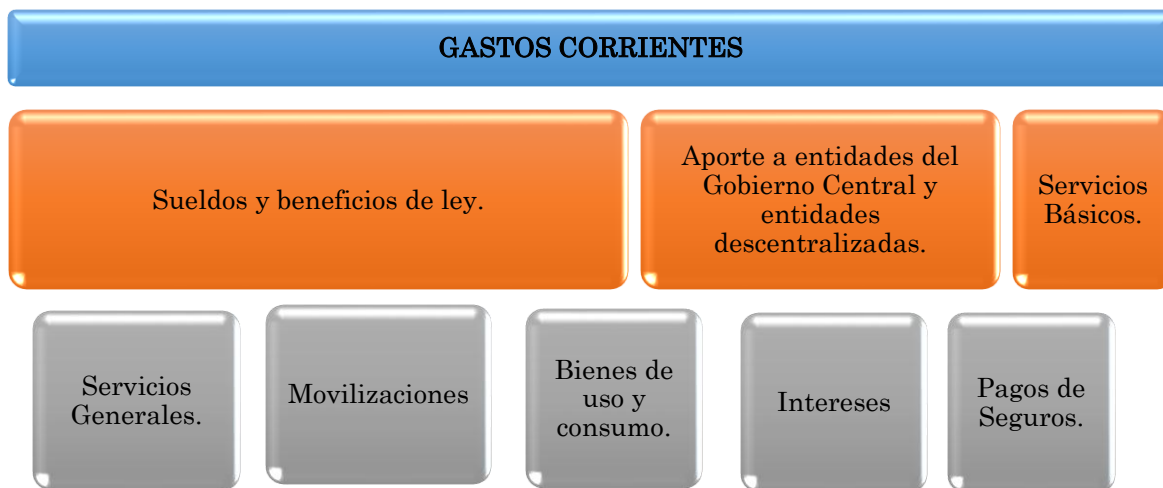 GASTOS CORRIENTES
Sueldos y beneficios de ley.
Aporte a entidades del
Gobierno Central y
entidades
descentralizadas.
Servicios
Básicos.
Servicios
Generales.
Movilizaciones
Bienes de
uso y
consumo.
Intereses
Pagos de
Seguros.